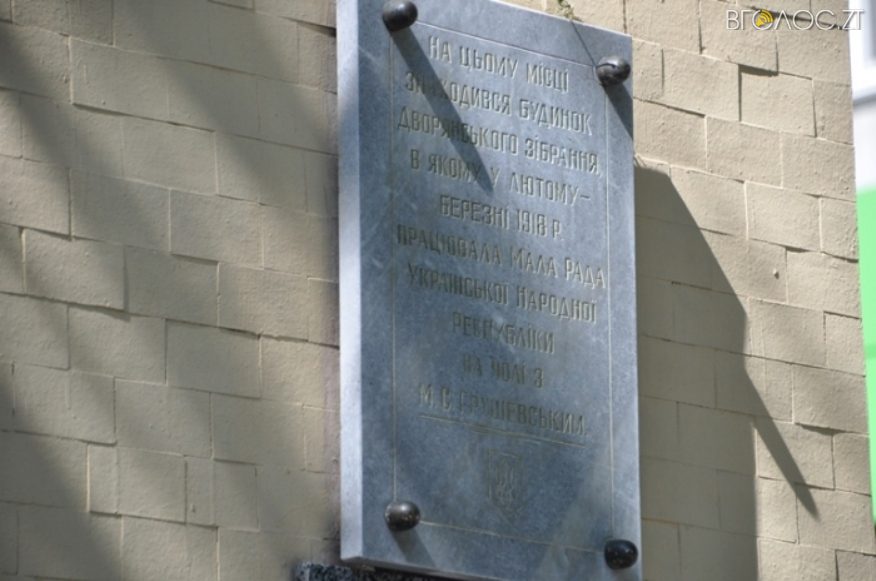 ВГОЛОС.ZT
НА ЦЬОМУ МІСЦІ
ЗНАХОДИВСЯ БУДИНОК
ДВОРЯНСЬКОГО ЗІБРАННЯ,
В ЯКОМУ У ЛЮТОМУ–
БЕРЕЗНІ 1918 Р.
ПРАЦЮВАЛА МАЛА РАДА
УКРАЇНСЬКОЇ НАРОДНОЇ
РЕСПУБЛІКИ
НА ЧОЛІ З
М.С.ГРУШЕВСЬКИМ.